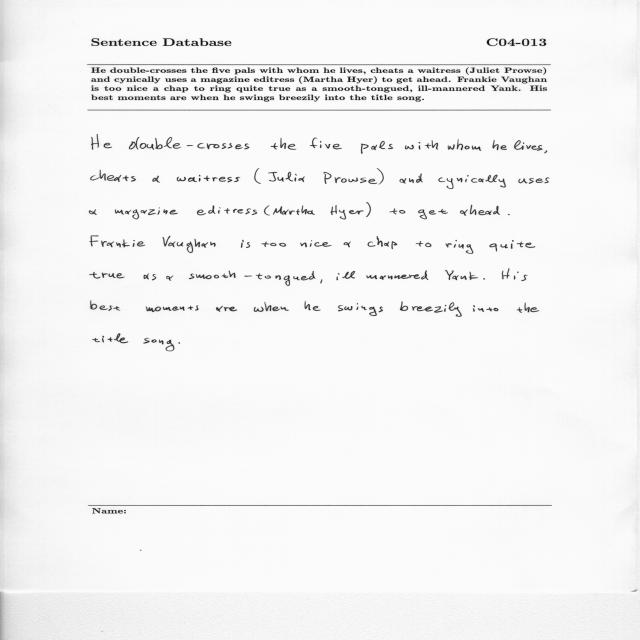 Sentence Database C04-013
He double-crosses the five pals with whom he lives, cheats a waitress (Juliet Prowse)
and cynically uses a magazine editress (Martha Hyer) to get ahead. Frankie Vaughan
is too nice a chap to ring quite true as a smooth-tongued, ill-mannered Yank. His
best moments are when he swings breezily into the title song.
He double-crosses the five pals with whom he lives,
cheats a waitress (Julia Prowse) and cynically uses
a magazine editress (Martha Hyer) to get ahead.
Frankie Vaughan is too nice a chap to ring quite
true as a smooth-tongued, ill mannered Yank. His
best moments are when he swings breezily into the
title song.
Name: